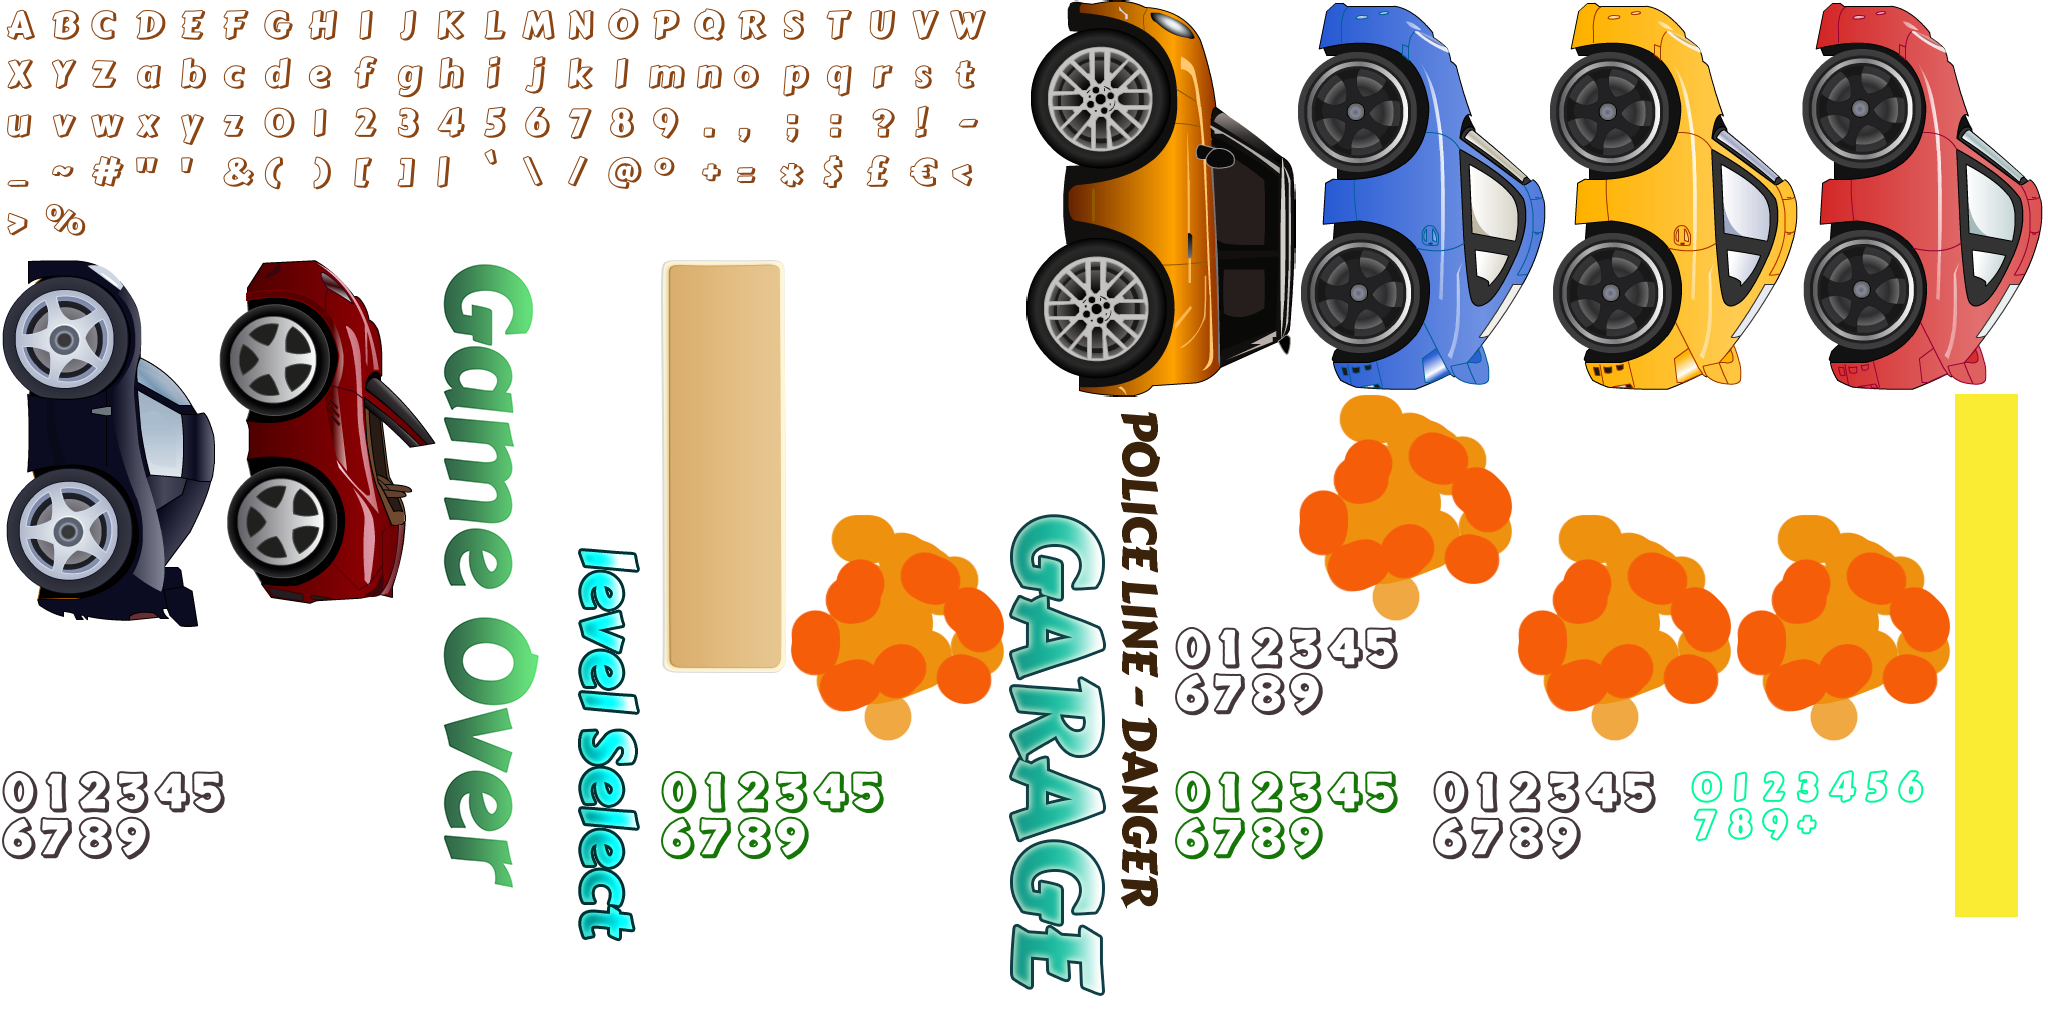 A B C D E F G H I J K L M N O P Q R S T U V W
X Y Z a b c d e f g h i j k l m n o p q r s t
u v w x y z 0 1 2 3 4 5 6 7 8 9 . , ; : ? ! -
_ ~ # " ' & ( ) [ ] | ` \ / @ ° + = * $ £ € <
> %
Game Over
level Select
GARAGE
POLICE LINE - DANGER
012345
6789
012345
6789
012345
6789
012345
6789
012345
6789
0123456
789+